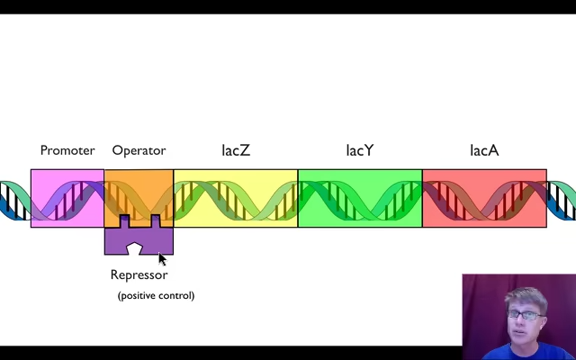 Promoter Operator lacZ lacY lacA
Repressor
(positive control)